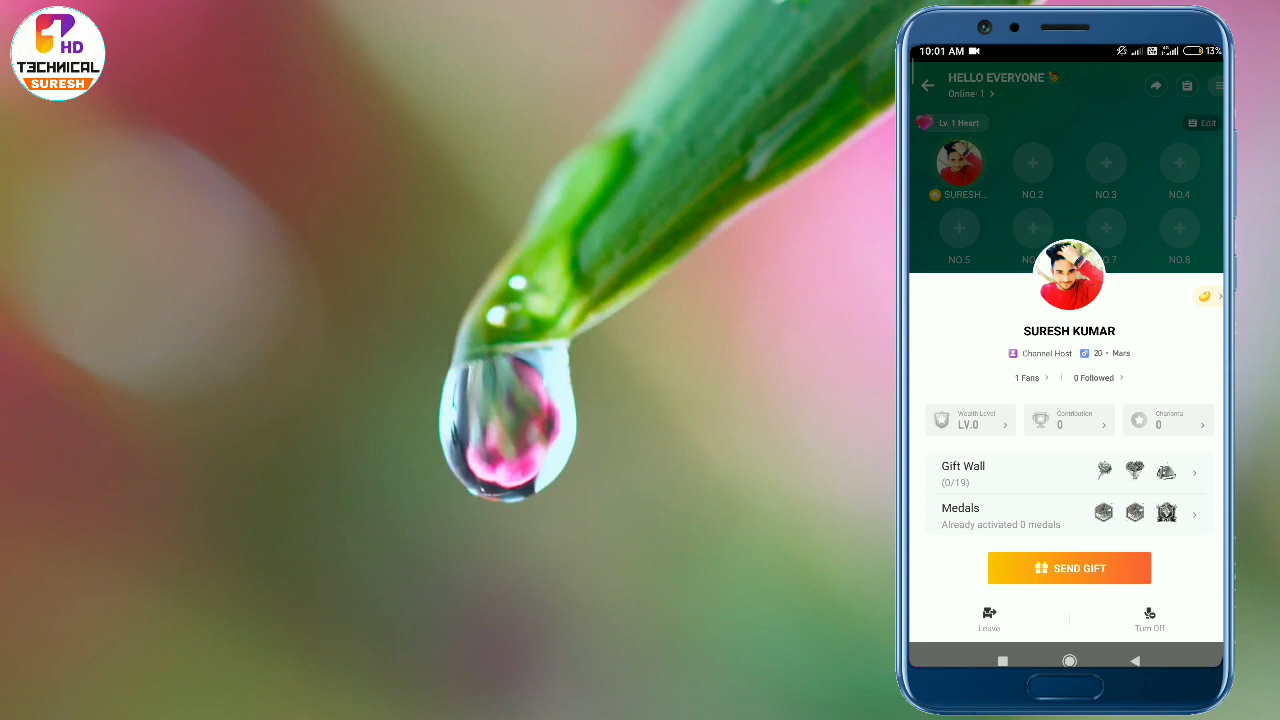 HD
TECHNICAL
SURESH
10:01 AM
13%
HELLO EVERYONE
Online: 1 >
Lv. 1 Heart
Edit
SURESH...
NO.2
NO.3
NO.4
NO.5
NO.8
SURESH KUMAR
Channel Host
20 • Mars
1 Fans >
0 Followed >
Wealth Level
LV.0 >
Contribution
0 >
Charisma
0 >
Gift Wall
(0/19)
Medals
Already activated 0 medals
SEND GIFT
Leave
Turn Off